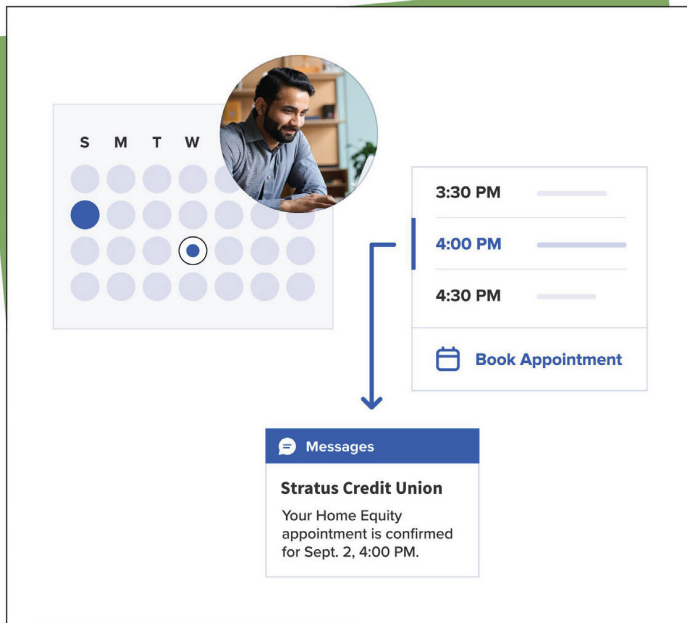 S M T W
3:30 PM
4:00 PM
4:30 PM
Book Appointment
Messages
Stratus Credit Union
Your Home Equity
appointment is confirmed
for Sept. 2, 4:00 PM.